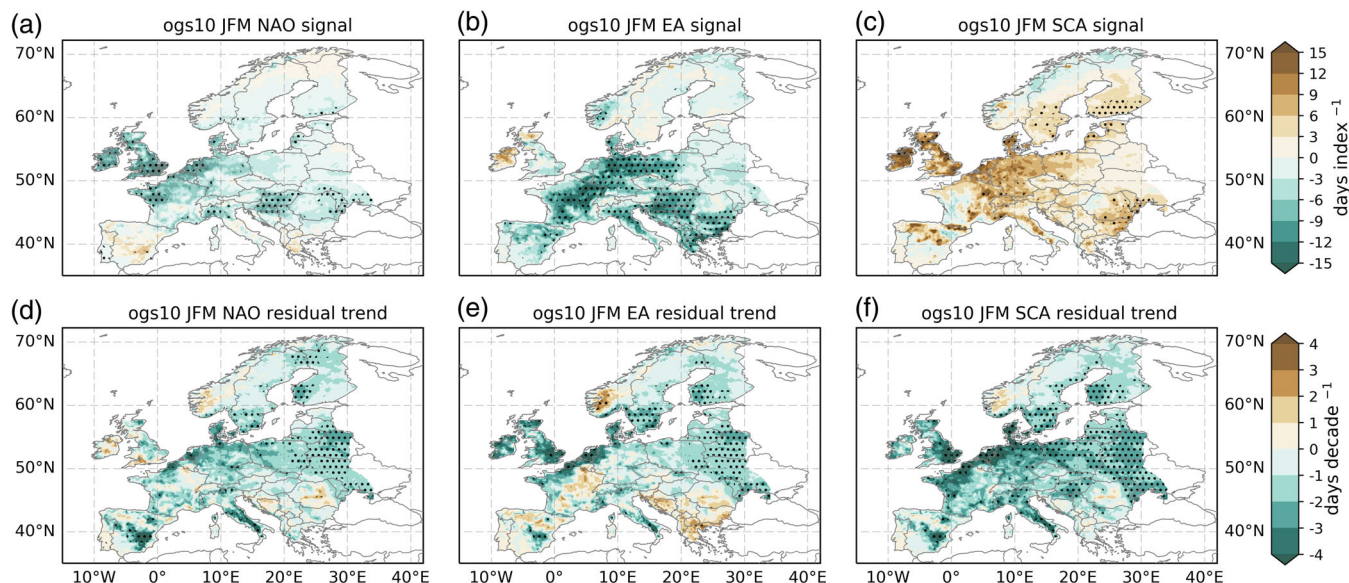 (a) ogs10 JFM NAO signal
(b) ogs10 JFM EA signal
(c) ogs10 JFM SCA signal
70°N
60°N
50°N
40°N
70°N
60°N
50°N
40°N
15
12
9
6
3
0
-3
-6
-9
-12
-15
days index ⁻¹
(d) ogs10 JFM NAO residual trend
(e) ogs10 JFM EA residual trend
(f) ogs10 JFM SCA residual trend
70°N
60°N
50°N
40°N
70°N
60°N
50°N
40°N
4
3
2
1
0
-1
-2
-3
-4
days decade ⁻¹
10°W 0° 10°E 20°E 30°E 40°E
10°W 0° 10°E 20°E 30°E 40°E
10°W 0° 10°E 20°E 30°E 40°E